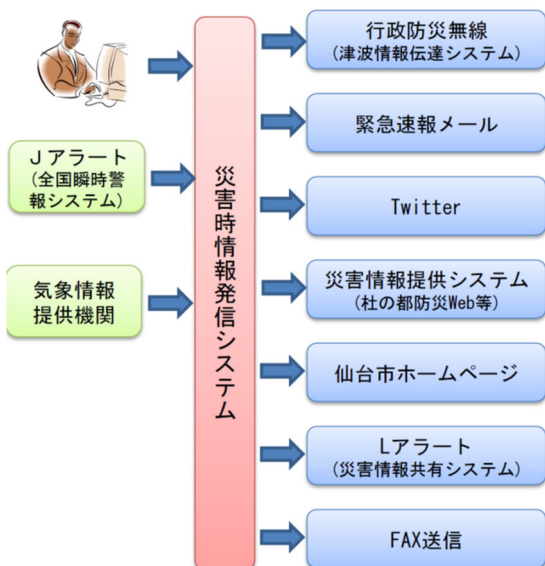 Jアラート
(全国瞬時警
報システム)
気象情報
提供機関
災害時情報発信システム
行政防災無線
(津波情報伝達システム)
緊急速報メール
Twitter
災害情報提供システム
(杜の都防災Web等)
仙台市ホームページ
Lアラート
(災害情報共有システム)
FAX送信